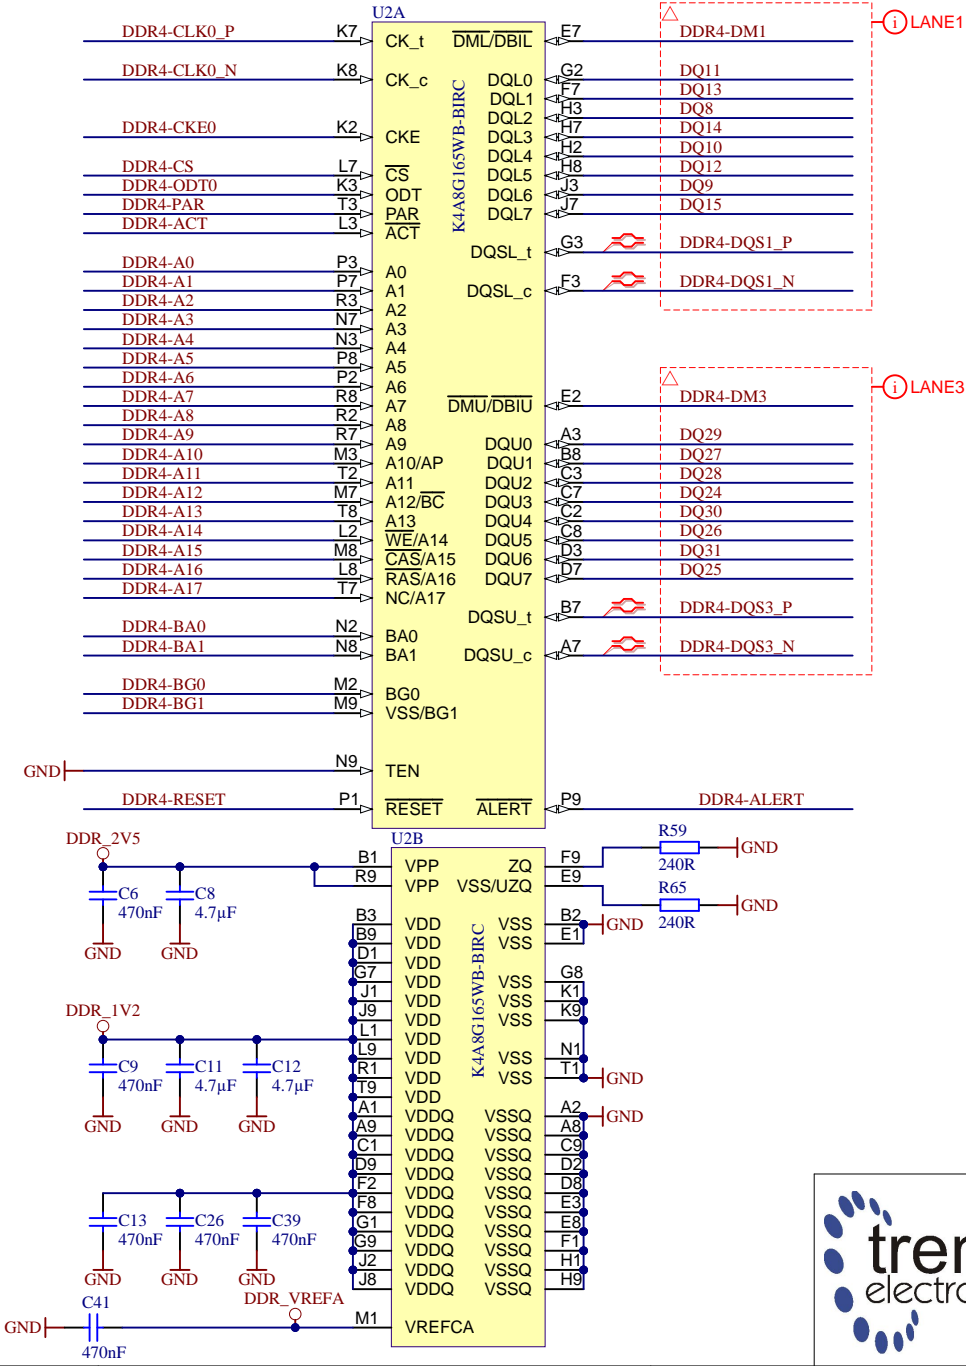 U2A
DDR4-CLK0_P K7 CK_t DML/DBIL E7 DDR4-DM1 LANE1
DDR4-CLK0_N K8 CK_c DQL0 G2 DQ11
DQL1 F7 DQ13
DQL2 H3 DQ8
DDR4-CKE0 K2 CKE DQL3 H7 DQ14
DQL4 H2 DQ10
DDR4-CS L7 CS DQL5 H8 DQ12
DDR4-ODT0 K3 ODT DQL6 J3 DQ9
DDR4-PAR T3 PAR DQL7 J7 DQ15
DDR4-ACT L3 ACT
K4A8G165WB-BIRC
DQSL_t G3 DDR4-DQS1_P
DDR4-A0 P3 A0
DDR4-A1 P7 A1 DQSL_c F3 DDR4-DQS1_N
DDR4-A2 R3 A2
DDR4-A3 N7 A3
DDR4-A4 N3 A4
DDR4-A5 P8 A5
DDR4-A6 P2 A6
DDR4-A7 R8 A7 DMU/DBIU E2 DDR4-DM3 LANE3
DDR4-A8 R2 A8
DDR4-A9 R7 A9 DQU0 A3 DQ29
DDR4-A10 M3 A10/AP DQU1 B8 DQ27
DDR4-A11 T2 A11 DQU2 C3 DQ28
DDR4-A12 M7 A12/BC DQU3 C7 DQ24
DDR4-A13 T8 A13 DQU4 C2 DQ30
DDR4-A14 L2 WE/A14 DQU5 C8 DQ26
DDR4-A15 M8 CAS/A15 DQU6 D3 DQ31
DDR4-A16 L8 RAS/A16 DQU7 D7 DQ25
DDR4-A17 T7 NC/A17
DQSU_t B7 DDR4-DQS3_P
DDR4-BA0 N2 BA0
DDR4-BA1 N8 BA1 DQSU_c A7 DDR4-DQS3_N
DDR4-BG0 M2 BG0
DDR4-BG1 M9 VSS/BG1
GND N9 TEN
DDR4-RESET P1 RESET ALERT P9 DDR4-ALERT
U2B
DDR_2V5 B1 VPP ZQ F9 R59 240R GND
R9 VPP VSS/UZQ E9 R65 240R GND
C6 470nF GND
C8 4.7µF GND
K4A8G165WB-BIRC
B3 VDD VSS B2 GND
B9 VDD VSS E1
D1 VDD
G7 VDD VSS G8
J1 VDD VSS K1
J9 VDD VSS K9
DDR_1V2 L1 VDD
L9 VDD VSS N1
R1 VDD VSS T1 GND
T9 VDD
C9 470nF GND
C11 4.7µF GND
C12 4.7µF GND
A1 VDDQ VSSQ A2 GND
A9 VDDQ VSSQ A8
C1 VDDQ VSSQ C9
D9 VDDQ VSSQ D2
F2 VDDQ VSSQ D8
F8 VDDQ VSSQ E3
G1 VDDQ VSSQ E8
G9 VDDQ VSSQ F1
J2 VDDQ VSSQ H1
J8 VDDQ VSSQ H9
C13 470nF GND
C26 470nF GND
C39 470nF GND
GND C41 470nF DDR_VREFA M1 VREFCA